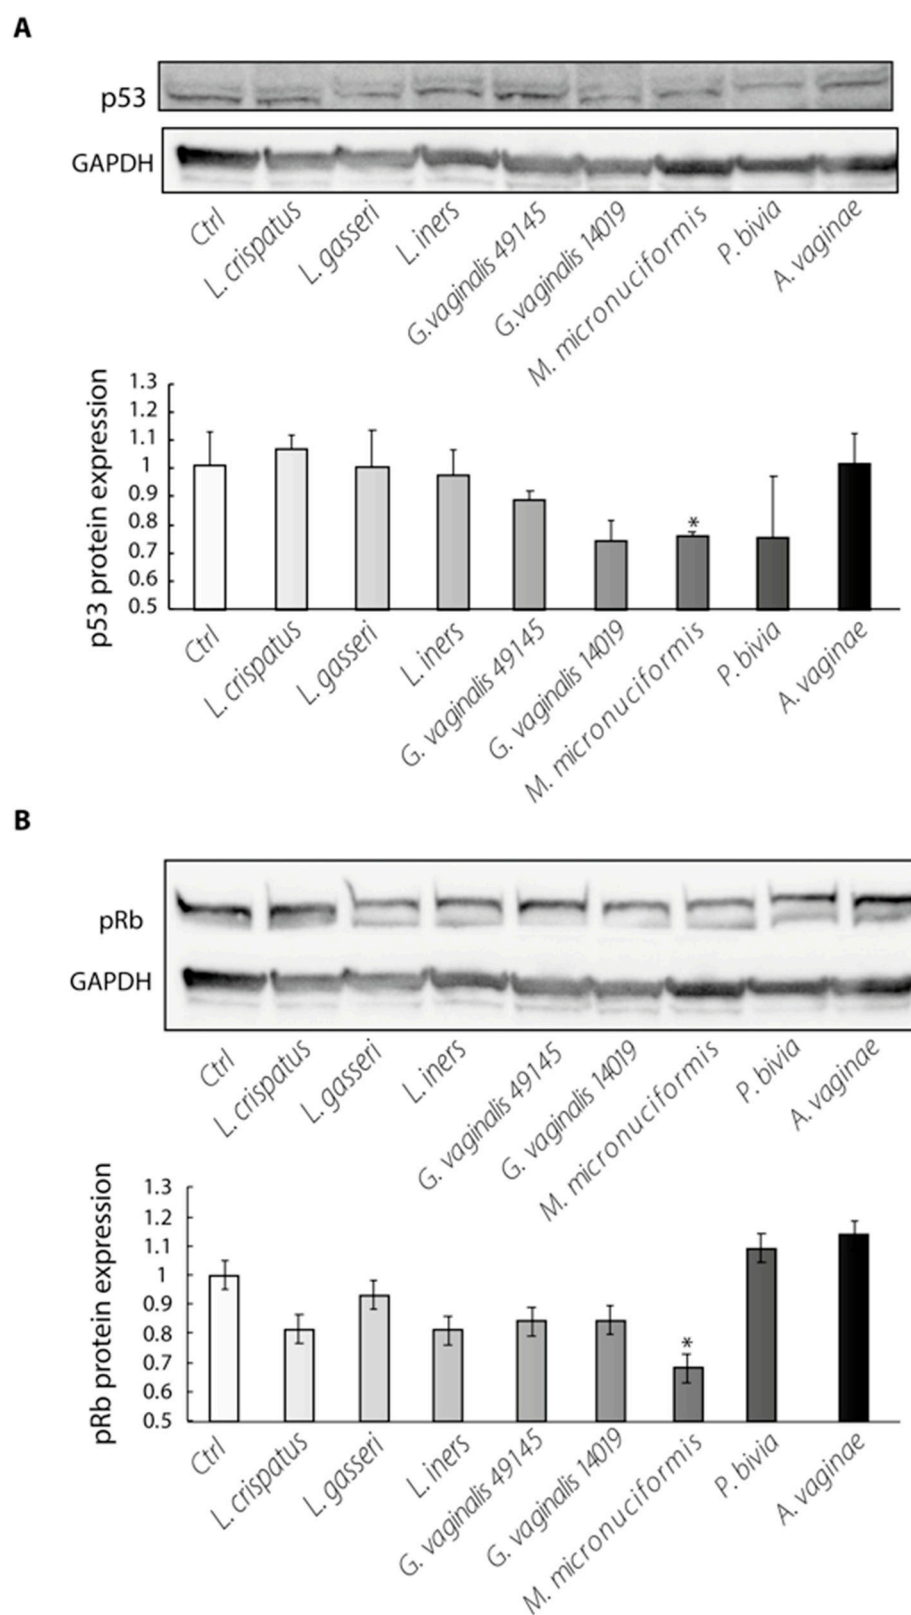 A
p53
GAPDH
Ctrl
L. crispatus
L. gasseri
L. iners
G.vaginalis 49145
G.vaginalis 14019
M. micronuciformis
P. bivia
A. vaginae
p53 protein expression
1.3
1.2
1.1
1
0.9
0.8
0.7
0.6
0.5
*
Ctrl
L. crispatus
L. gasseri
L. iners
G. vaginalis 49145
G. vaginalis 14019
M. micronuciformis
P. bivia
A. vaginae
B
pRb
GAPDH
Ctrl
L. crispatus
L. gasseri
L. iners
G. vaginalis 49145
G. vaginalis 14019
M. micronuciformis
P. bivia
A. vaginae
pRb protein expression
1.3
1.2
1.1
1
0.9
0.8
0.7
0.6
0.5
*
Ctrl
L. crispatus
L. gasseri
L. iners
G. vaginalis 49145
G. vaginalis 14019
M. micronuciformis
P. bivia
A. vaginae